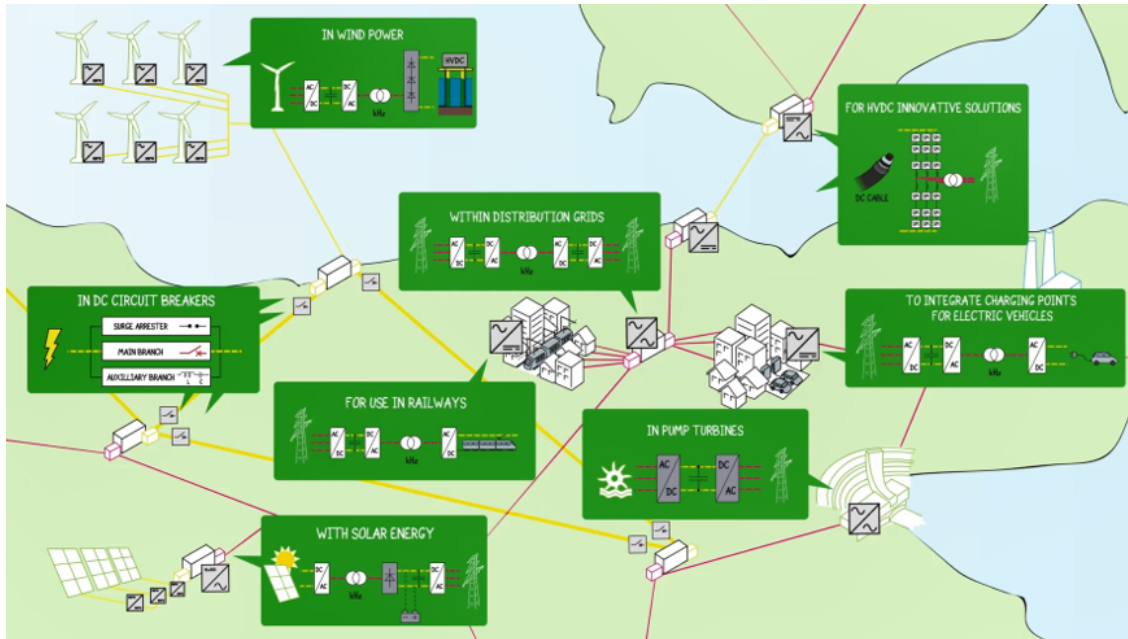 IN WIND POWER
AC
DC
DC
AC
kHz
HVDC
FOR HVDC INNOVATIVE SOLUTIONS
DC CABLE
WITHIN DISTRIBUTION GRIDS
AC
DC
DC
AC
kHz
AC
DC
DC
AC
IN DC CIRCUIT BREAKERS
SURGE ARRESTER
MAIN BRANCH
AUXILLIARY BRANCH
L
C
TO INTEGRATE CHARGING POINTS
FOR ELECTRIC VEHICLES
AC
DC
DC
AC
kHz
AC
DC
FOR USE IN RAILWAYS
AC
DC
DC
AC
kHz
AC
DC
IN PUMP TURBINES
AC
DC
DC
AC
WITH SOLAR ENERGY
DC
AC
kHz
DC
AC